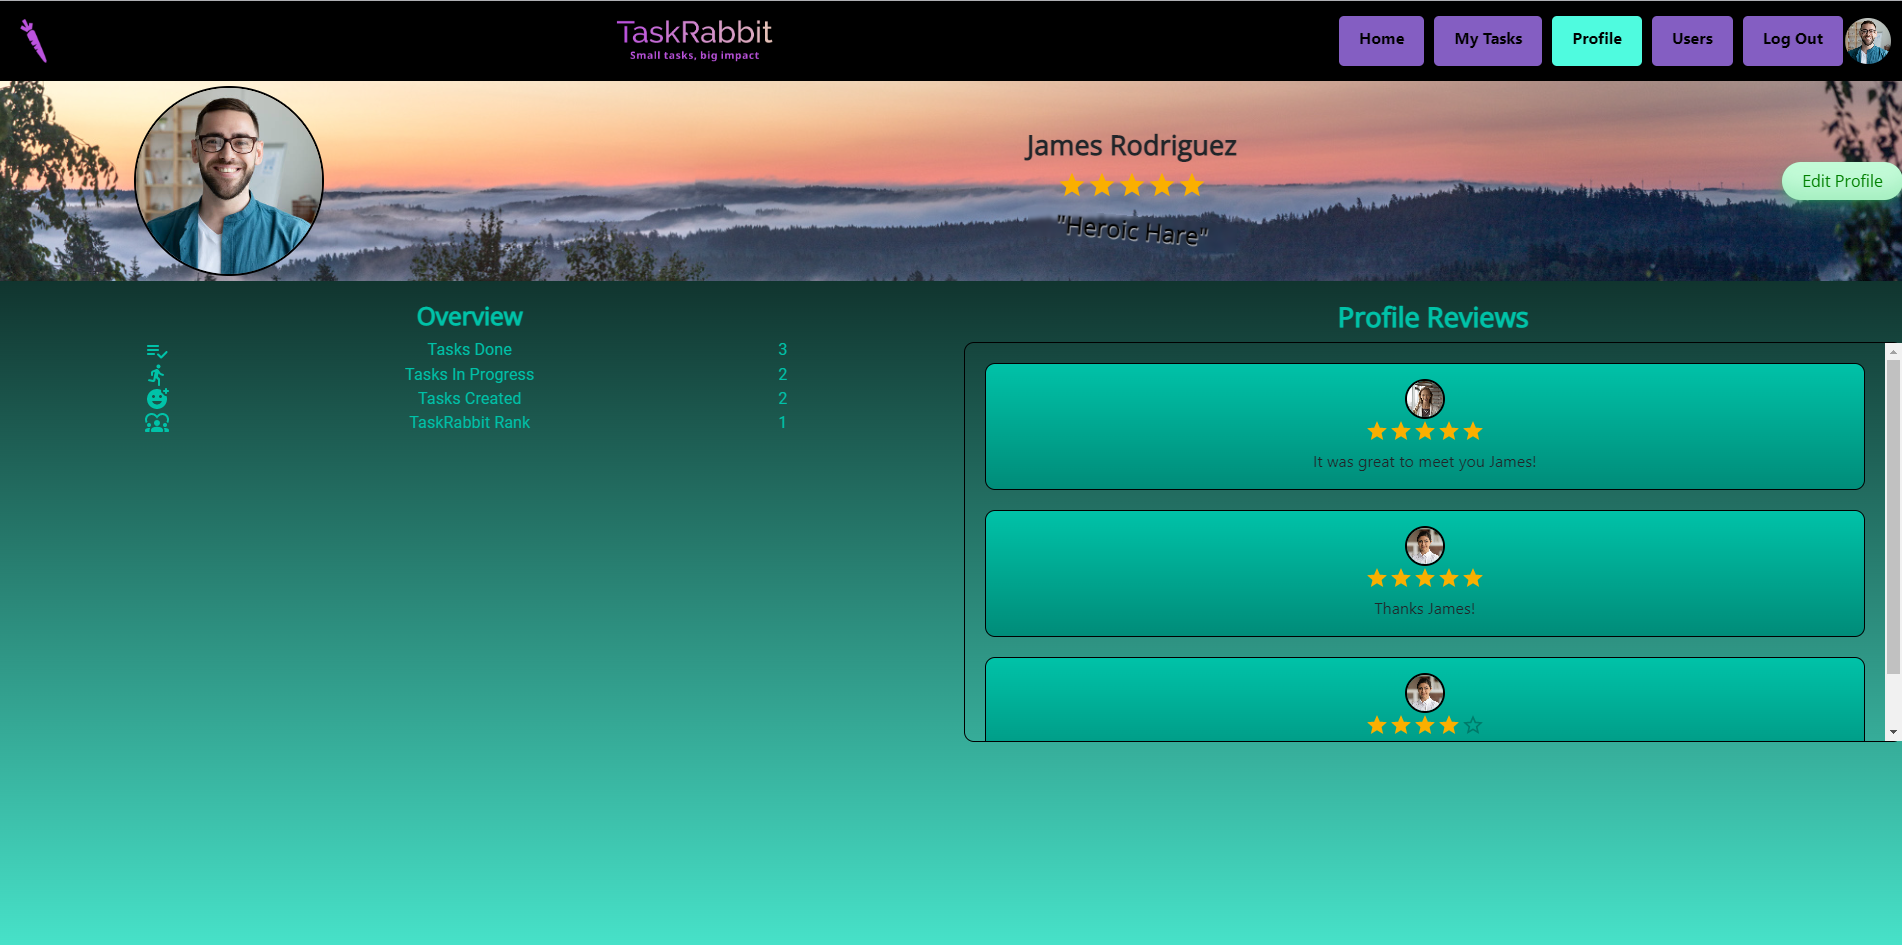 TaskRabbit
Small tasks, big impact
Home
My Tasks
Profile
Users
Log Out
James Rodriguez
"Heroic Hare"
Edit Profile
Overview
Tasks Done 3
Tasks In Progress 2
Tasks Created 2
TaskRabbit Rank 1
Profile Reviews
It was great to meet you James!
Thanks James!